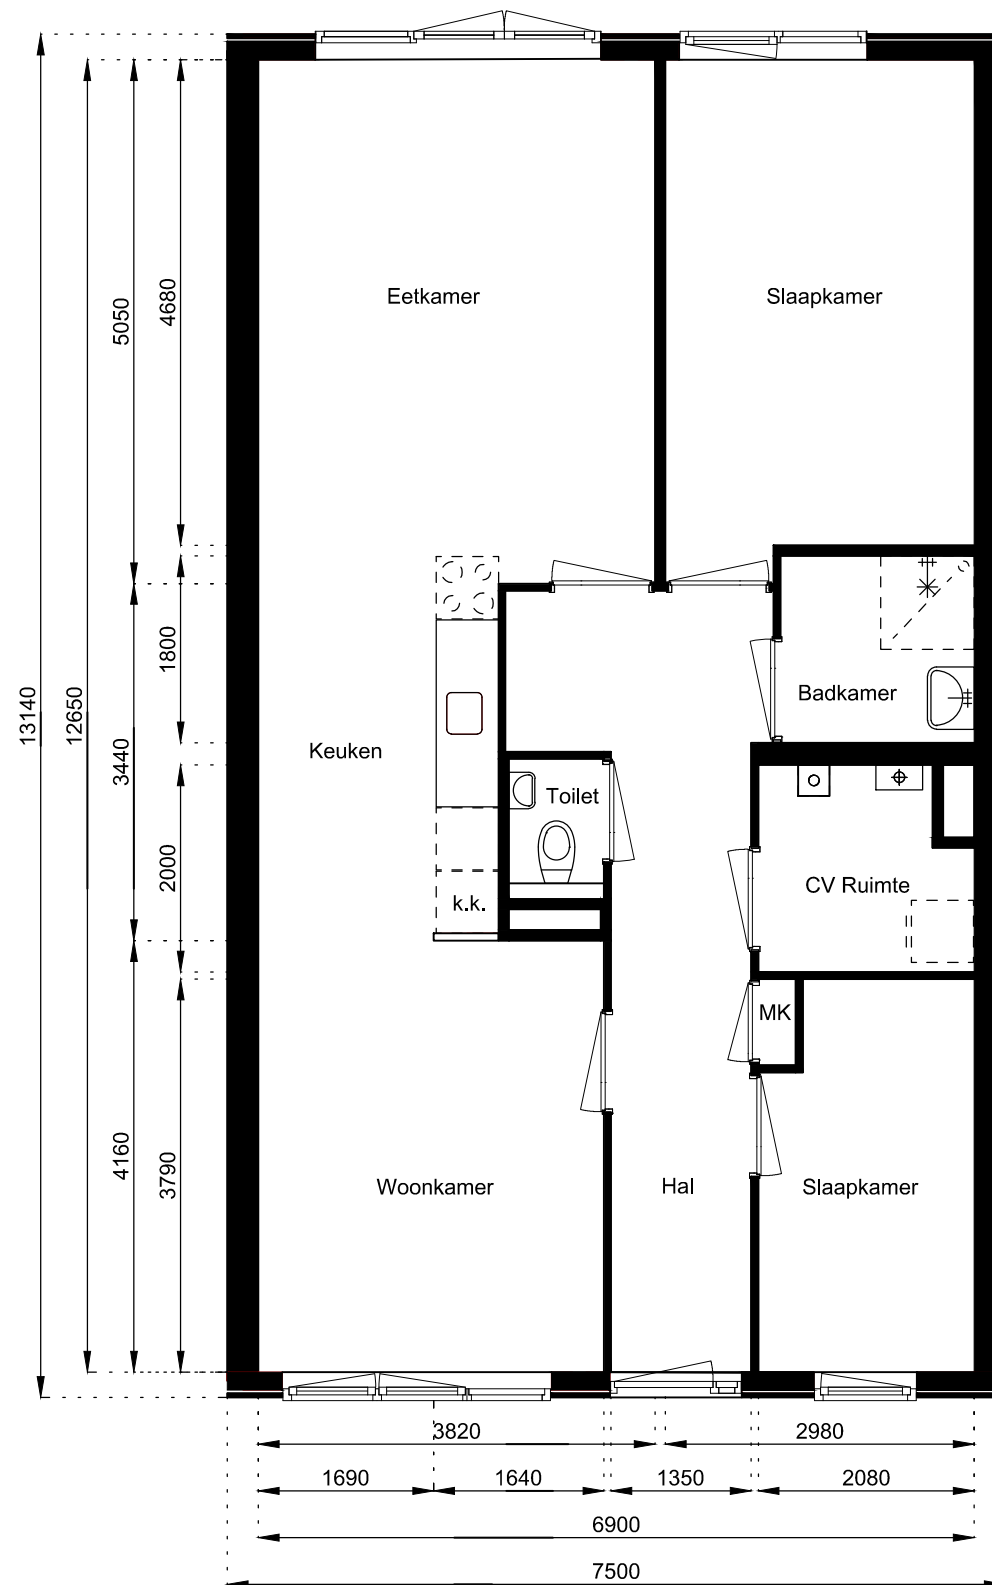 Eetkamer
Slaapkamer
4680
5050
1800
Badkamer
13140
12650
3440
Keuken
Toilet
2000
CV Ruimte
k.k.
MK
4160
3790
Woonkamer
Hal
Slaapkamer
3820
2980
1690
1640
1350
2080
6900
7500